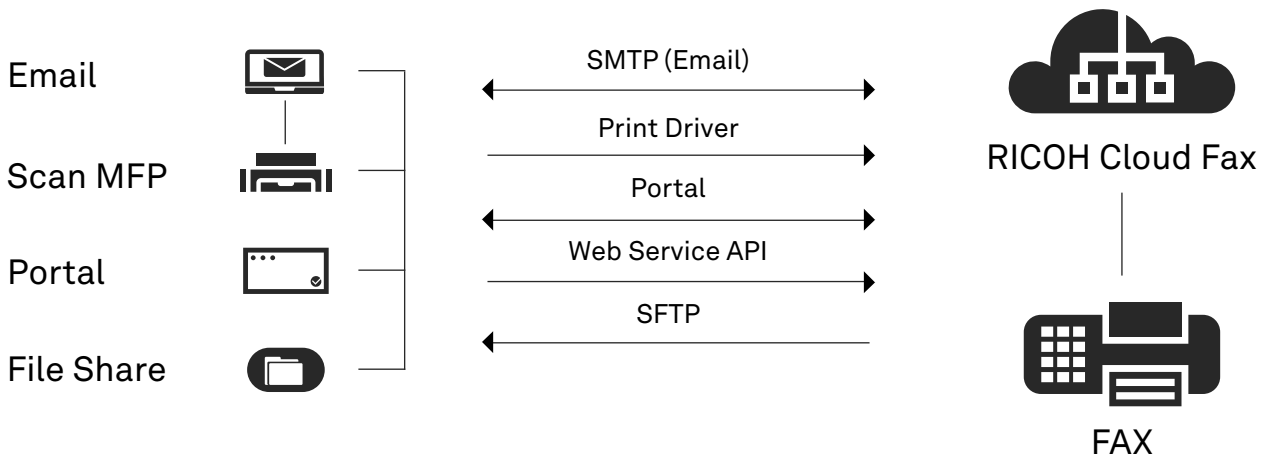 Email
Scan MFP
Portal
File Share
SMTP (Email)
Print Driver
Portal
Web Service API
SFTP
RICOH Cloud Fax
FAX